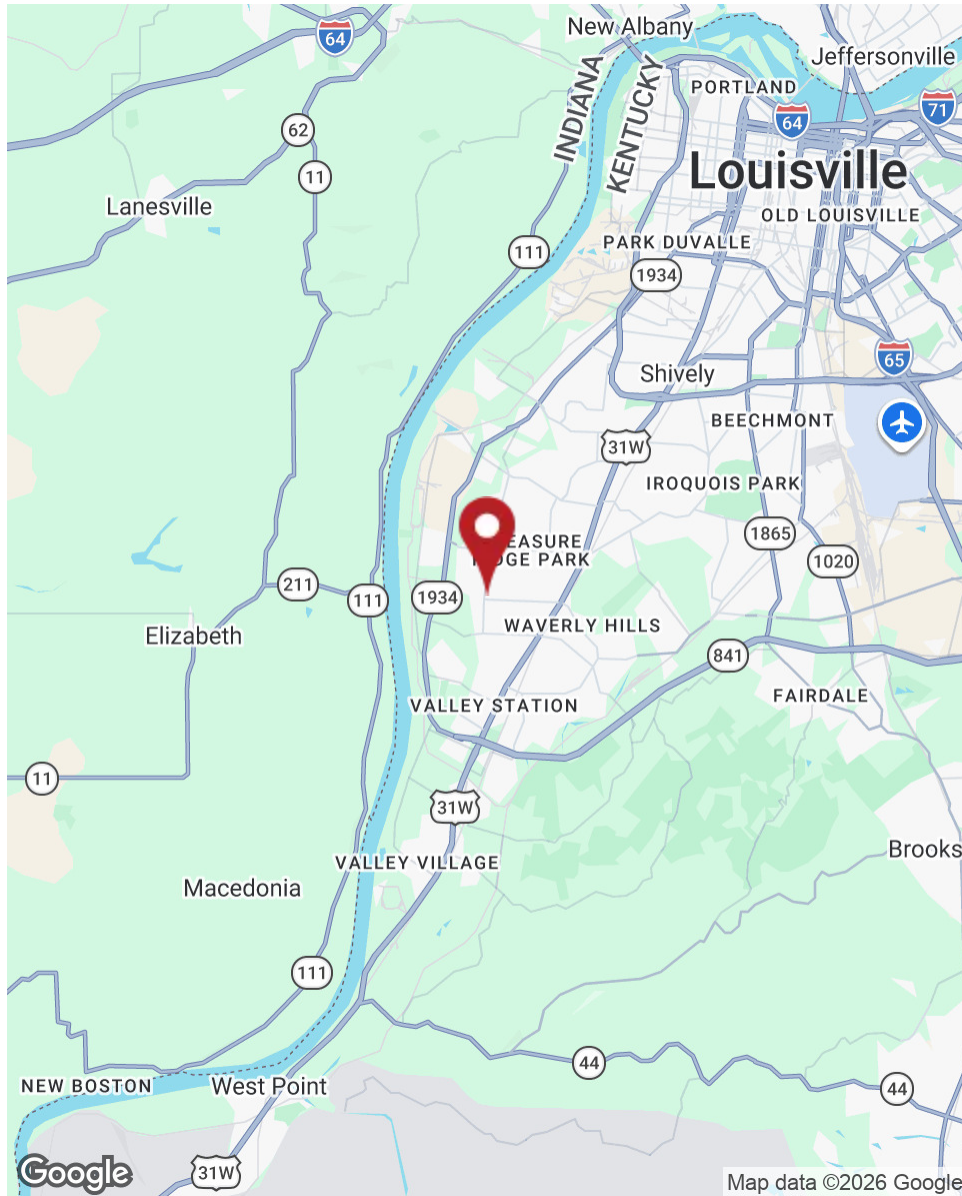 New Albany
64
Jeffersonville
INDIANA
KENTUCKY
PORTLAND
71
64
62
Louisville
11
Lanesville
OLD LOUISVILLE
PARK DUVALLE
111
1934
65
Shively
BEECHMONT
31W
IROQUOIS PARK
1865
EASURE
DGE PARK
1020
211
1934
111
WAVERLY HILLS
Elizabeth
841
FAIRDALE
VALLEY STATION
11
31W
Brooks
VALLEY VILLAGE
Macedonia
111
44
NEW BOSTON
West Point
44
31W
Google
Map data ©2026 Google